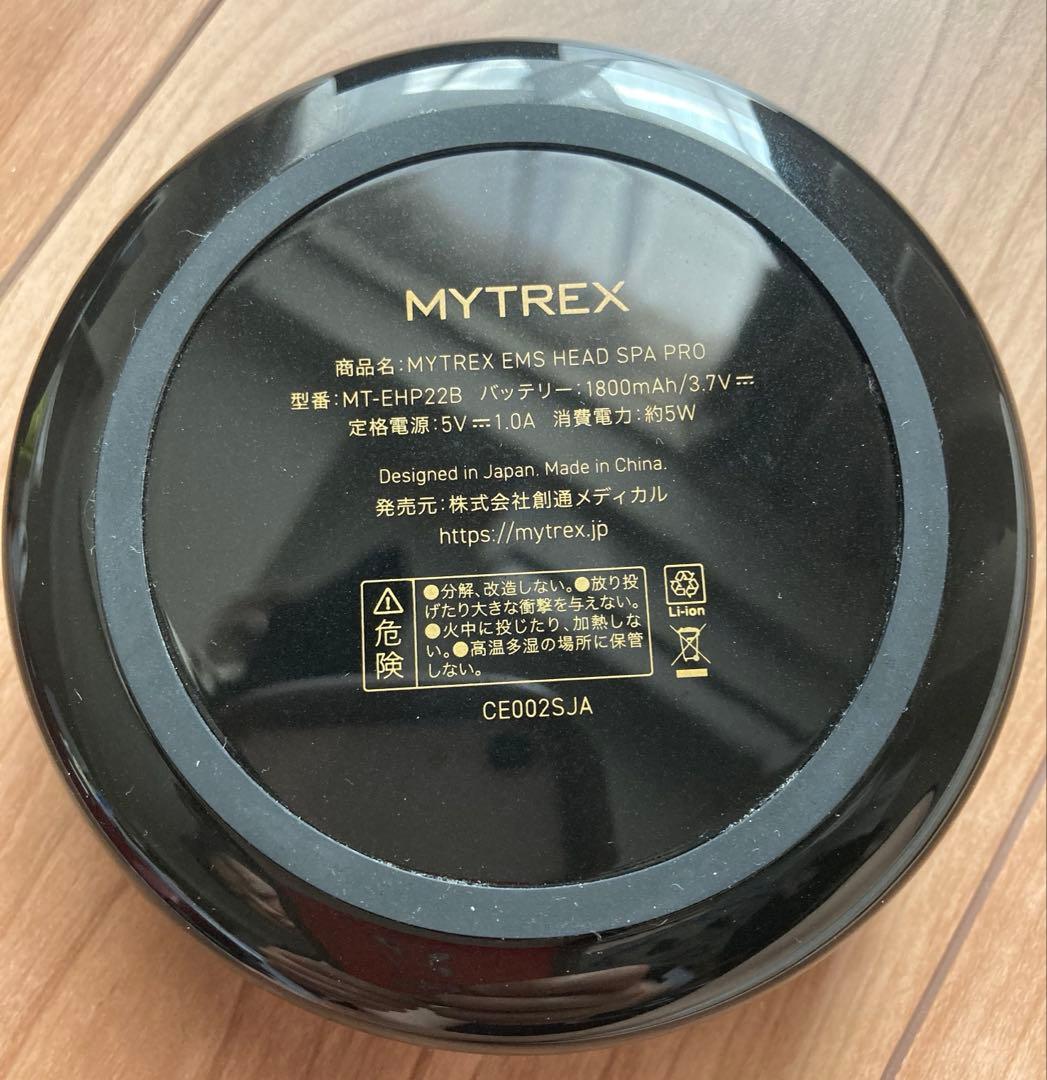 MYTREX
商品名:MYTREX EMS HEAD SPA PRO
型番:MT-EHP22B バッテリー:1800mAh/3.7V⎓
定格電源:5V⎓1.0A 消費電力:約5W
Designed in Japan. Made in China.
発売元:株式会社創通メディカル
https://mytrex.jp
⚠危険
●分解、改造しない。●放り投
げたり大きな衝撃を与えない。
●火中に投じたり、加熱しな
い。●高温多湿の場所に保管
しない。
Li-ion
CE002SJA